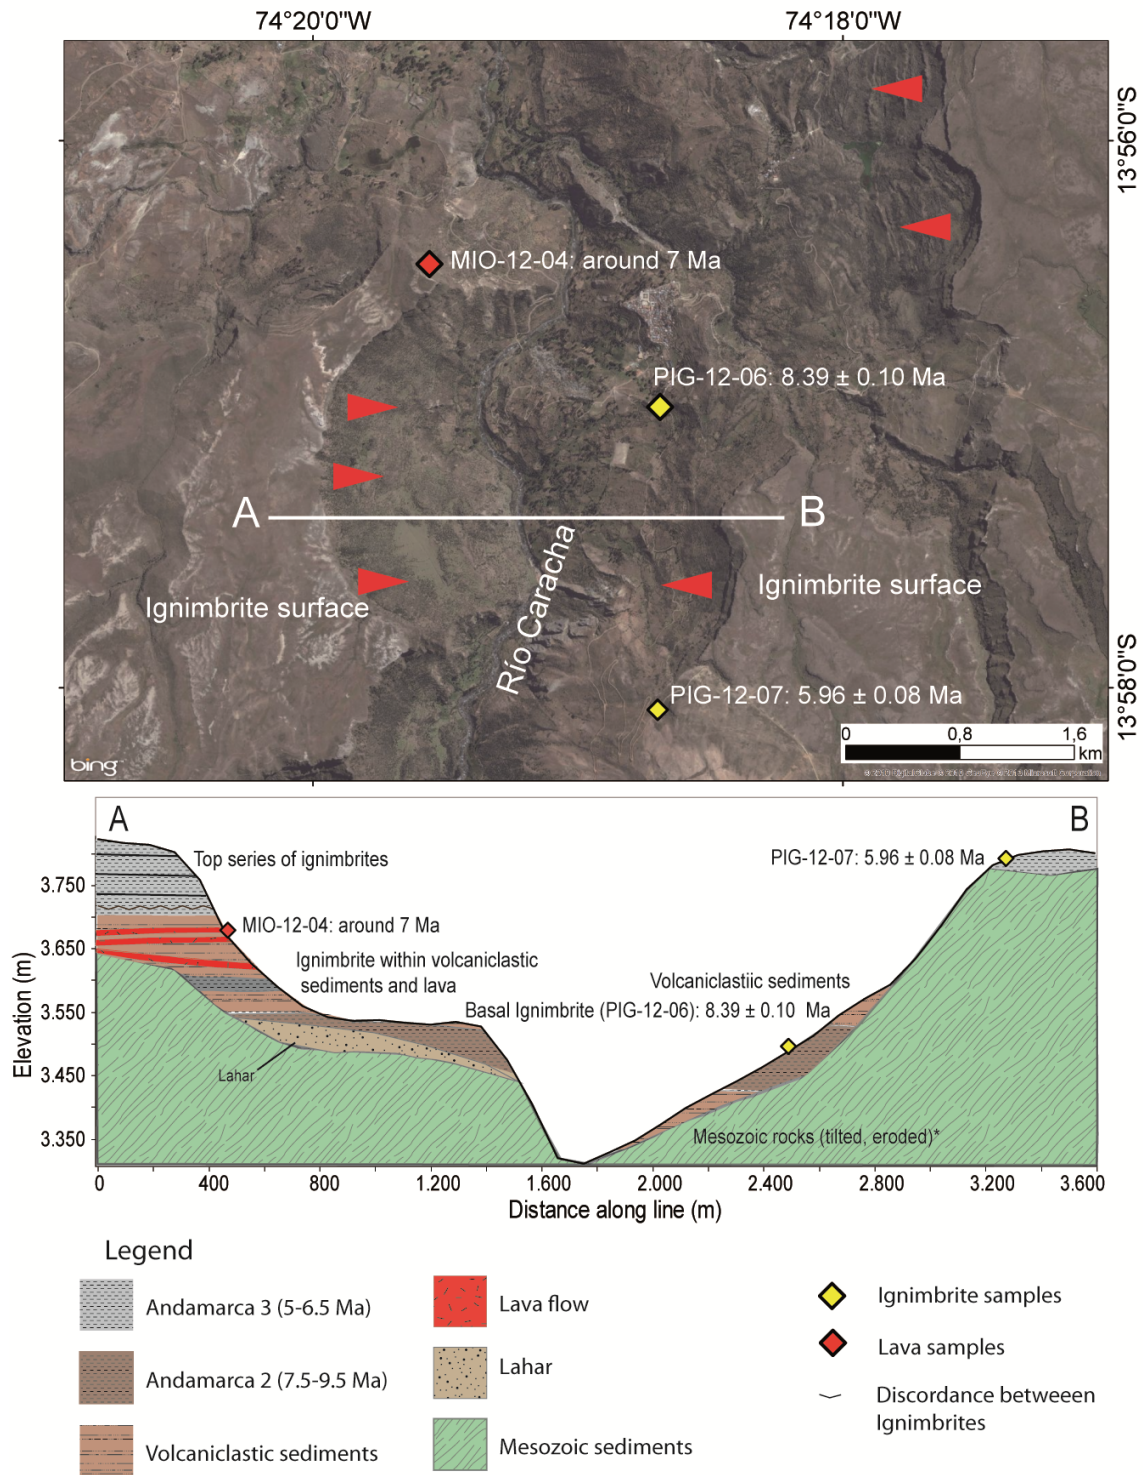 74°20'0"W
74°18'0"W
13°56'0"S
MIO-12-04: around 7 Ma
PIG-12-06: 8.39 ± 0.10 Ma
A
B
Río Caracha
Ignimbrite surface
Ignimbrite surface
13°58'0"S
PIG-12-07: 5.96 ± 0.08 Ma
0
0,8
1,6
km
bing
A
B
Top series of ignimbrites
PIG-12-07: 5.96 ± 0.08 Ma
3.750
MIO-12-04: around 7 Ma
3.650
Ignimbrite within volcaniclastic
sediments and lava
Volcaniclastiic sediments
Basal Ignimbrite (PIG-12-06): 8.39 ± 0.10 Ma
3.550
Elevation (m)
3.450
Lahar
3.350
Mesozoic rocks (tilted, eroded)*
0
400
800
1.200
1.600
2.000
2.400
2.800
3.200
3.600
Distance along line (m)
Legend
Andamarca 3 (5-6.5 Ma)
Andamarca 2 (7.5-9.5 Ma)
Volcaniclastic sediments
Lava flow
Lahar
Mesozoic sediments
Ignimbrite samples
Lava samples
Discordance betweeen
Ignimbrites